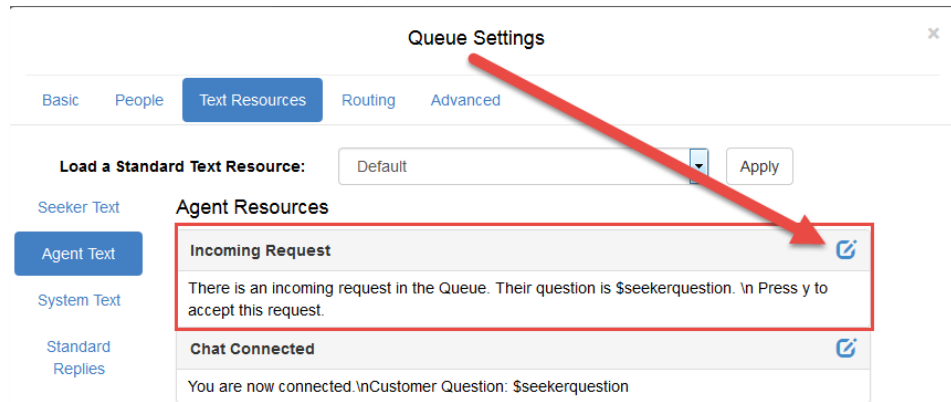 Queue Settings
×
Basic People Text Resources Routing Advanced
Load a Standard Text Resource: Default Apply
Seeker Text
Agent Text
System Text
Standard
Replies
Agent Resources
Incoming Request
There is an incoming request in the Queue. Their question is $seekerquestion. \n Press y to
accept this request.
Chat Connected
You are now connected.\nCustomer Question: $seekerquestion